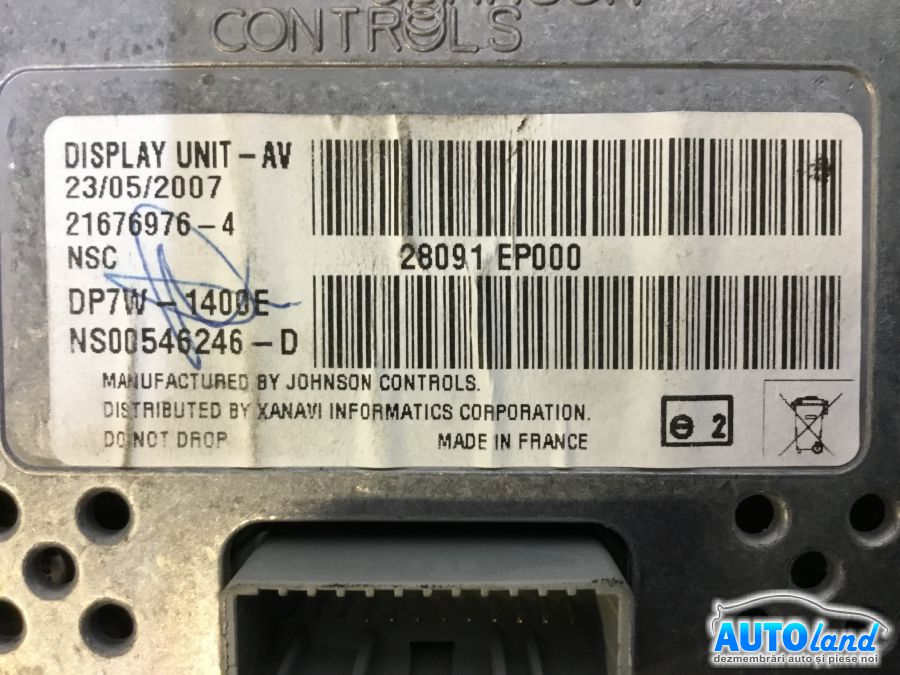 CONTROLS
DISPLAY UNIT - AV
23/05/2007
21676976-4
NSC
28091 EP000
DP7W - 1400E
NS00546246-D
MANUFACTURED BY JOHNSON CONTROLS.
DISTRIBUTED BY XANAVI INFORMATICS CORPORATION.
DO NOT DROP
MADE IN FRANCE
2
AUTOland
dezmembrări auto și piese noi